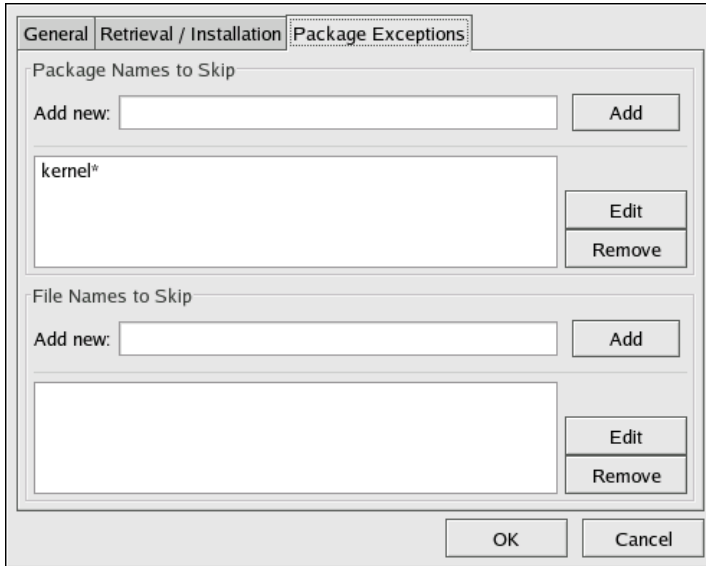 General Retrieval / Installation Package Exceptions
Package Names to Skip
Add new: Add
kernel*
Edit
Remove
File Names to Skip
Add new: Add
Edit
Remove
OK Cancel